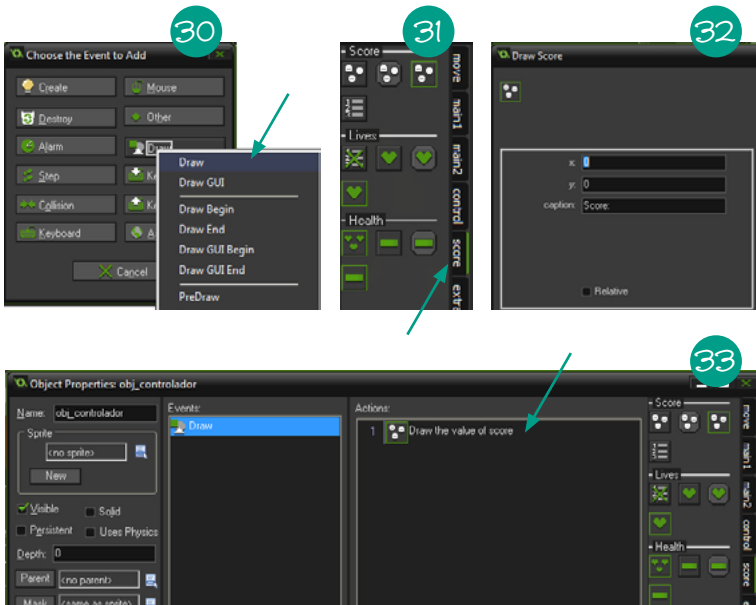 30
Choose the Event to Add
Create
Mouse
Destroy
Other
Alarm
Draw
Step
Collision
Keyboard
Cancel
Draw
Draw GUI
Draw Begin
Draw End
Draw GUI Begin
Draw GUI End
PreDraw
31
Score
Lives
Health
move
main1
main2
control
score
extra
32
Draw Score
x: 0
y: 0
caption: Score:
Relative
33
Object Properties: obj_controlador
Name: obj_controlador
Sprite
<no sprite>
New
Visible
Solid
Persistent
Uses Physics
Depth: 0
Parent
<no parent>
Mask
<same as sprite>
Events:
Draw
Actions:
1
Draw the value of score
Score
Lives
Health
move
main1
main2
control
score